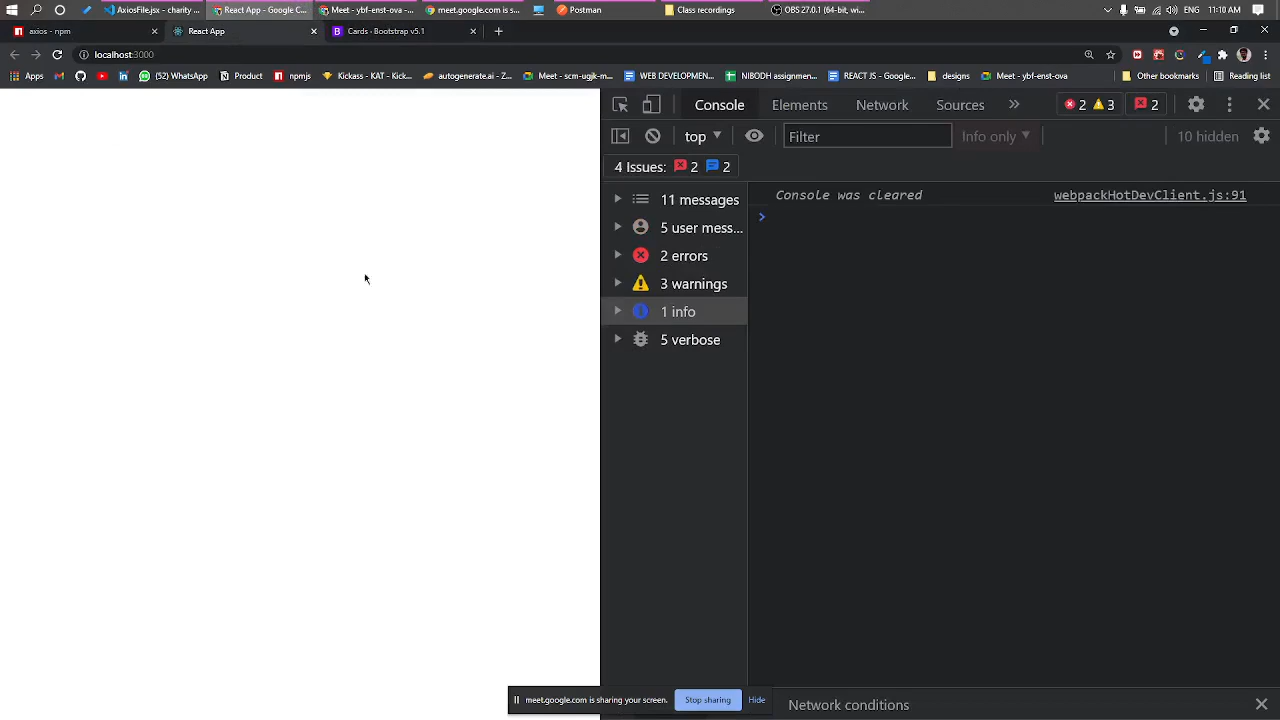 AxiosFile.jsx - charity ...
React App - Google C...
Meet - ybf-enst-ova -...
meet.google.com is s...
Postman
Class recordings
OBS 27.0.1 (64-bit, wi...
ENG
11:10 AM
axios - npm
React App
Cards · Bootstrap v5.1
localhost:3000
Apps
(52) WhatsApp
Product
npmjs
Kickass - KAT - Kick...
autogenerate.ai - Z...
Meet - scm-ugjk-m...
WEB DEVELOPMEN...
NIBODH assignmen...
REACT JS - Google...
designs
Meet - ybf-enst-ova
Other bookmarks
Reading list
Console
Elements
Network
Sources
2
3
2
top
Filter
Info only
10 hidden
4 Issues:
2
2
11 messages
5 user mess...
2 errors
3 warnings
1 info
5 verbose
Console was cleared
webpackHotDevClient.js:91
meet.google.com is sharing your screen.
Stop sharing
Hide
Network conditions